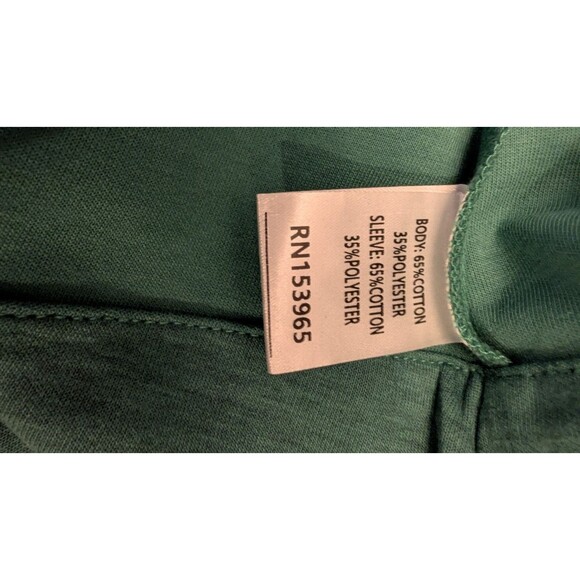 BODY: 65%COTTON
35%POLYESTER
SLEEVE: 65%COTTON
35%POLYESTER
RN153965